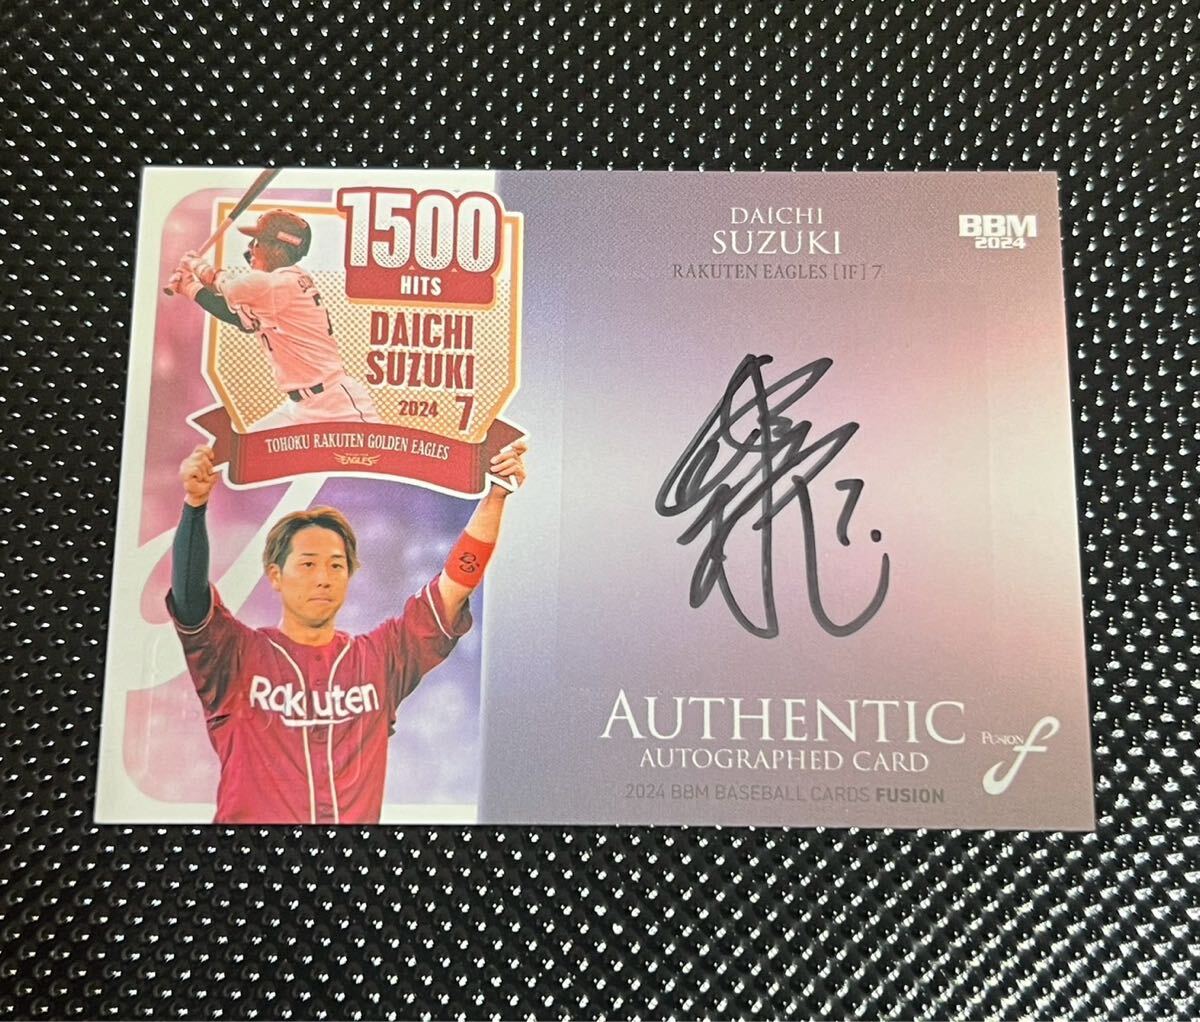 1500
HITS
DAICHI
SUZUKI
2024 7
TOHOKU RAKUTEN GOLDEN EAGLES
EAGLES
Rakuten
DAICHI
SUZUKI
RAKUTEN EAGLES [IF] 7
BBM
2024
7.
AUTHENTIC
AUTOGRAPHED CARD
2024 BBM BASEBALL CARDS FUSION
FUSION f